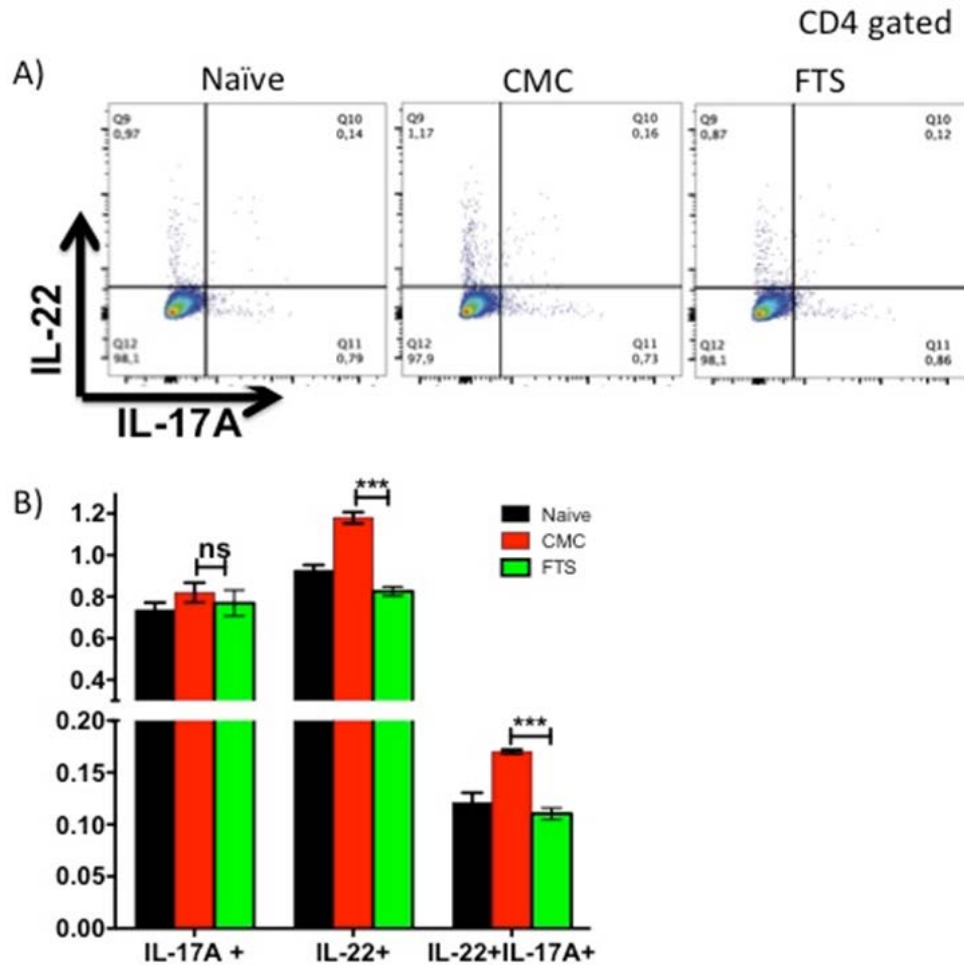 CD4 gated
A)
Naïve CMC FTS
Q9 Q10 Q9 Q10 Q9 Q10
0,97 0,14 1,17 0,16 0,87 0,12
IL-22
Q12 Q11 Q12 Q11 Q12 Q11
98,1 0,79 97,9 0,73 98,1 0,86
IL-17A
B)
***
1.2
Naive
ns
CMC
1.0
FTS
0.8
0.6
0.4
0.20
***
0.15
0.10
0.05
0.00
IL-17A + IL-22+ IL-22+IL-17A+